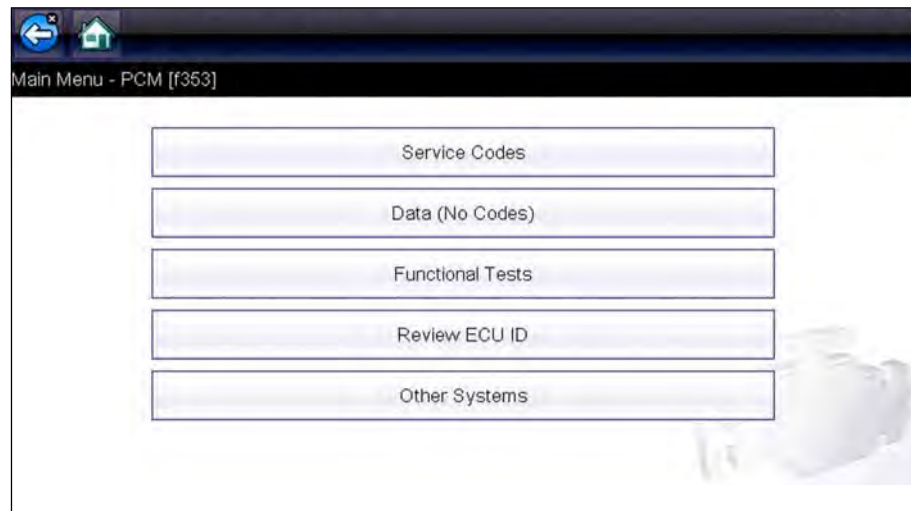 Main Menu - PCM [f353]
Service Codes
Data (No Codes)
Functional Tests
Review ECU ID
Other Systems